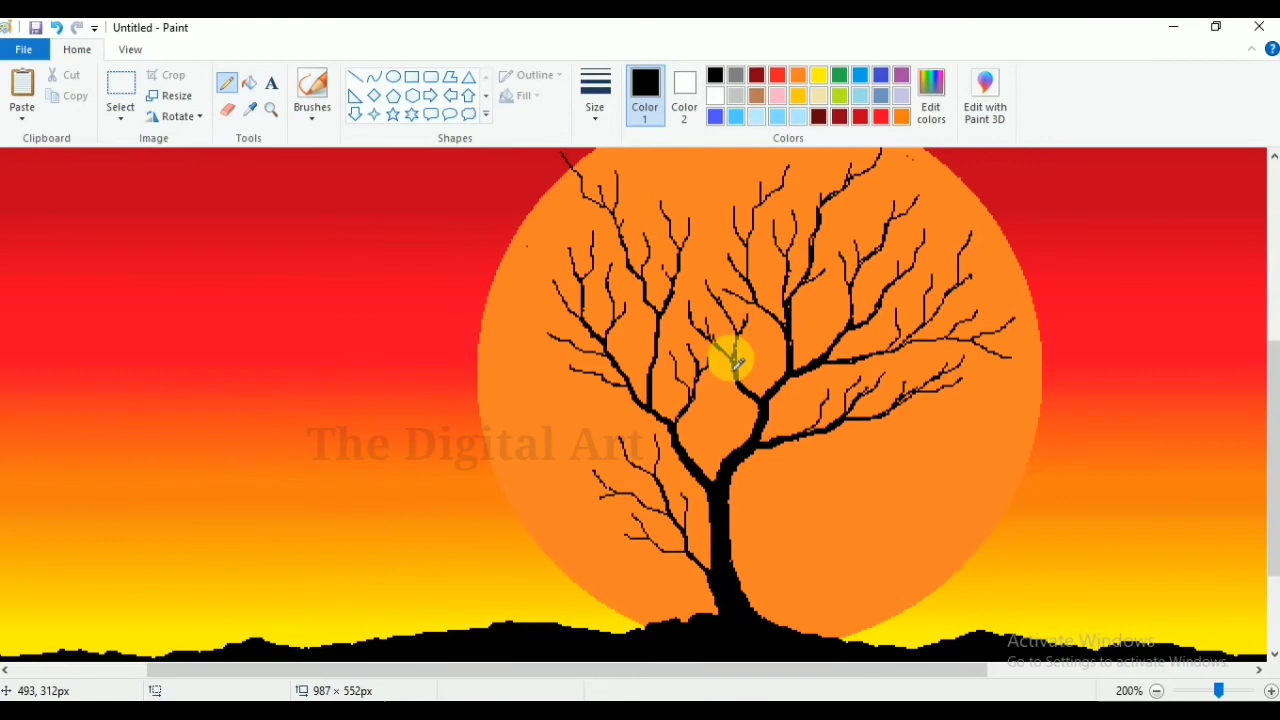 Untitled - Paint
File Home View
Paste
Cut
Copy
Clipboard
Select
Crop
Resize
Rotate
Image
A
Tools
Brushes
Outline
Fill
Shapes
Size
Color 1
Color 2
Edit colors
Colors
Edit with Paint 3D
The Digital Art
Activate Windows
Go to Settings to activate Windows.
493, 312px
987 × 552px
200%